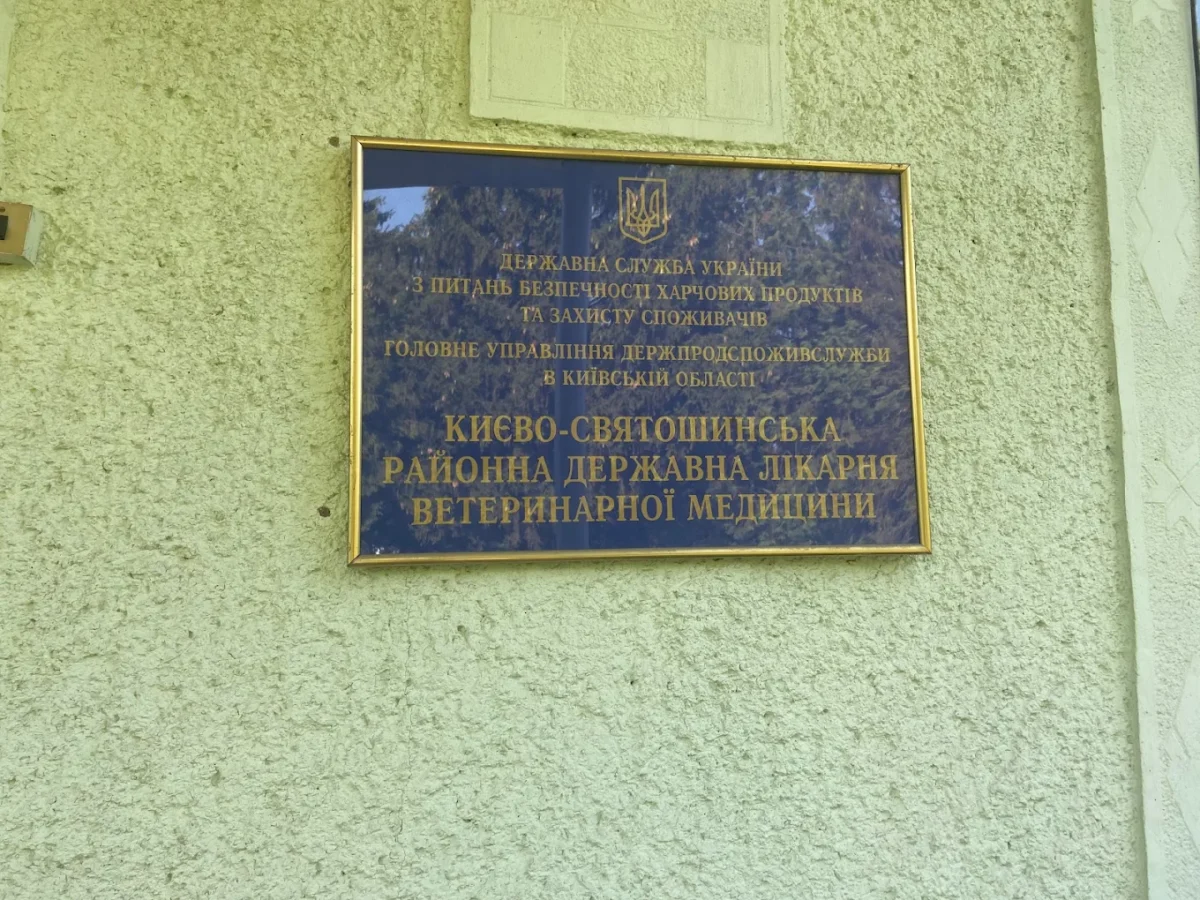 ДЕРЖАВНА СЛУЖБА УКРАЇНИ
З ПИТАНЬ БЕЗПЕЧНОСТІ ХАРЧОВИХ ПРОДУКТІВ
ТА ЗАХИСТУ СПОЖИВАЧІВ
ГОЛОВНЕ УПРАВЛІННЯ ДЕРЖПРОДСПОЖИВСЛУЖБИ
В КИЇВСЬКІЙ ОБЛАСТІ
КИЄВО-СВЯТОШИНСЬКА
РАЙОННА ДЕРЖАВНА ЛІКАРНЯ
ВЕТЕРИНАРНОЇ МЕДИЦИНИ